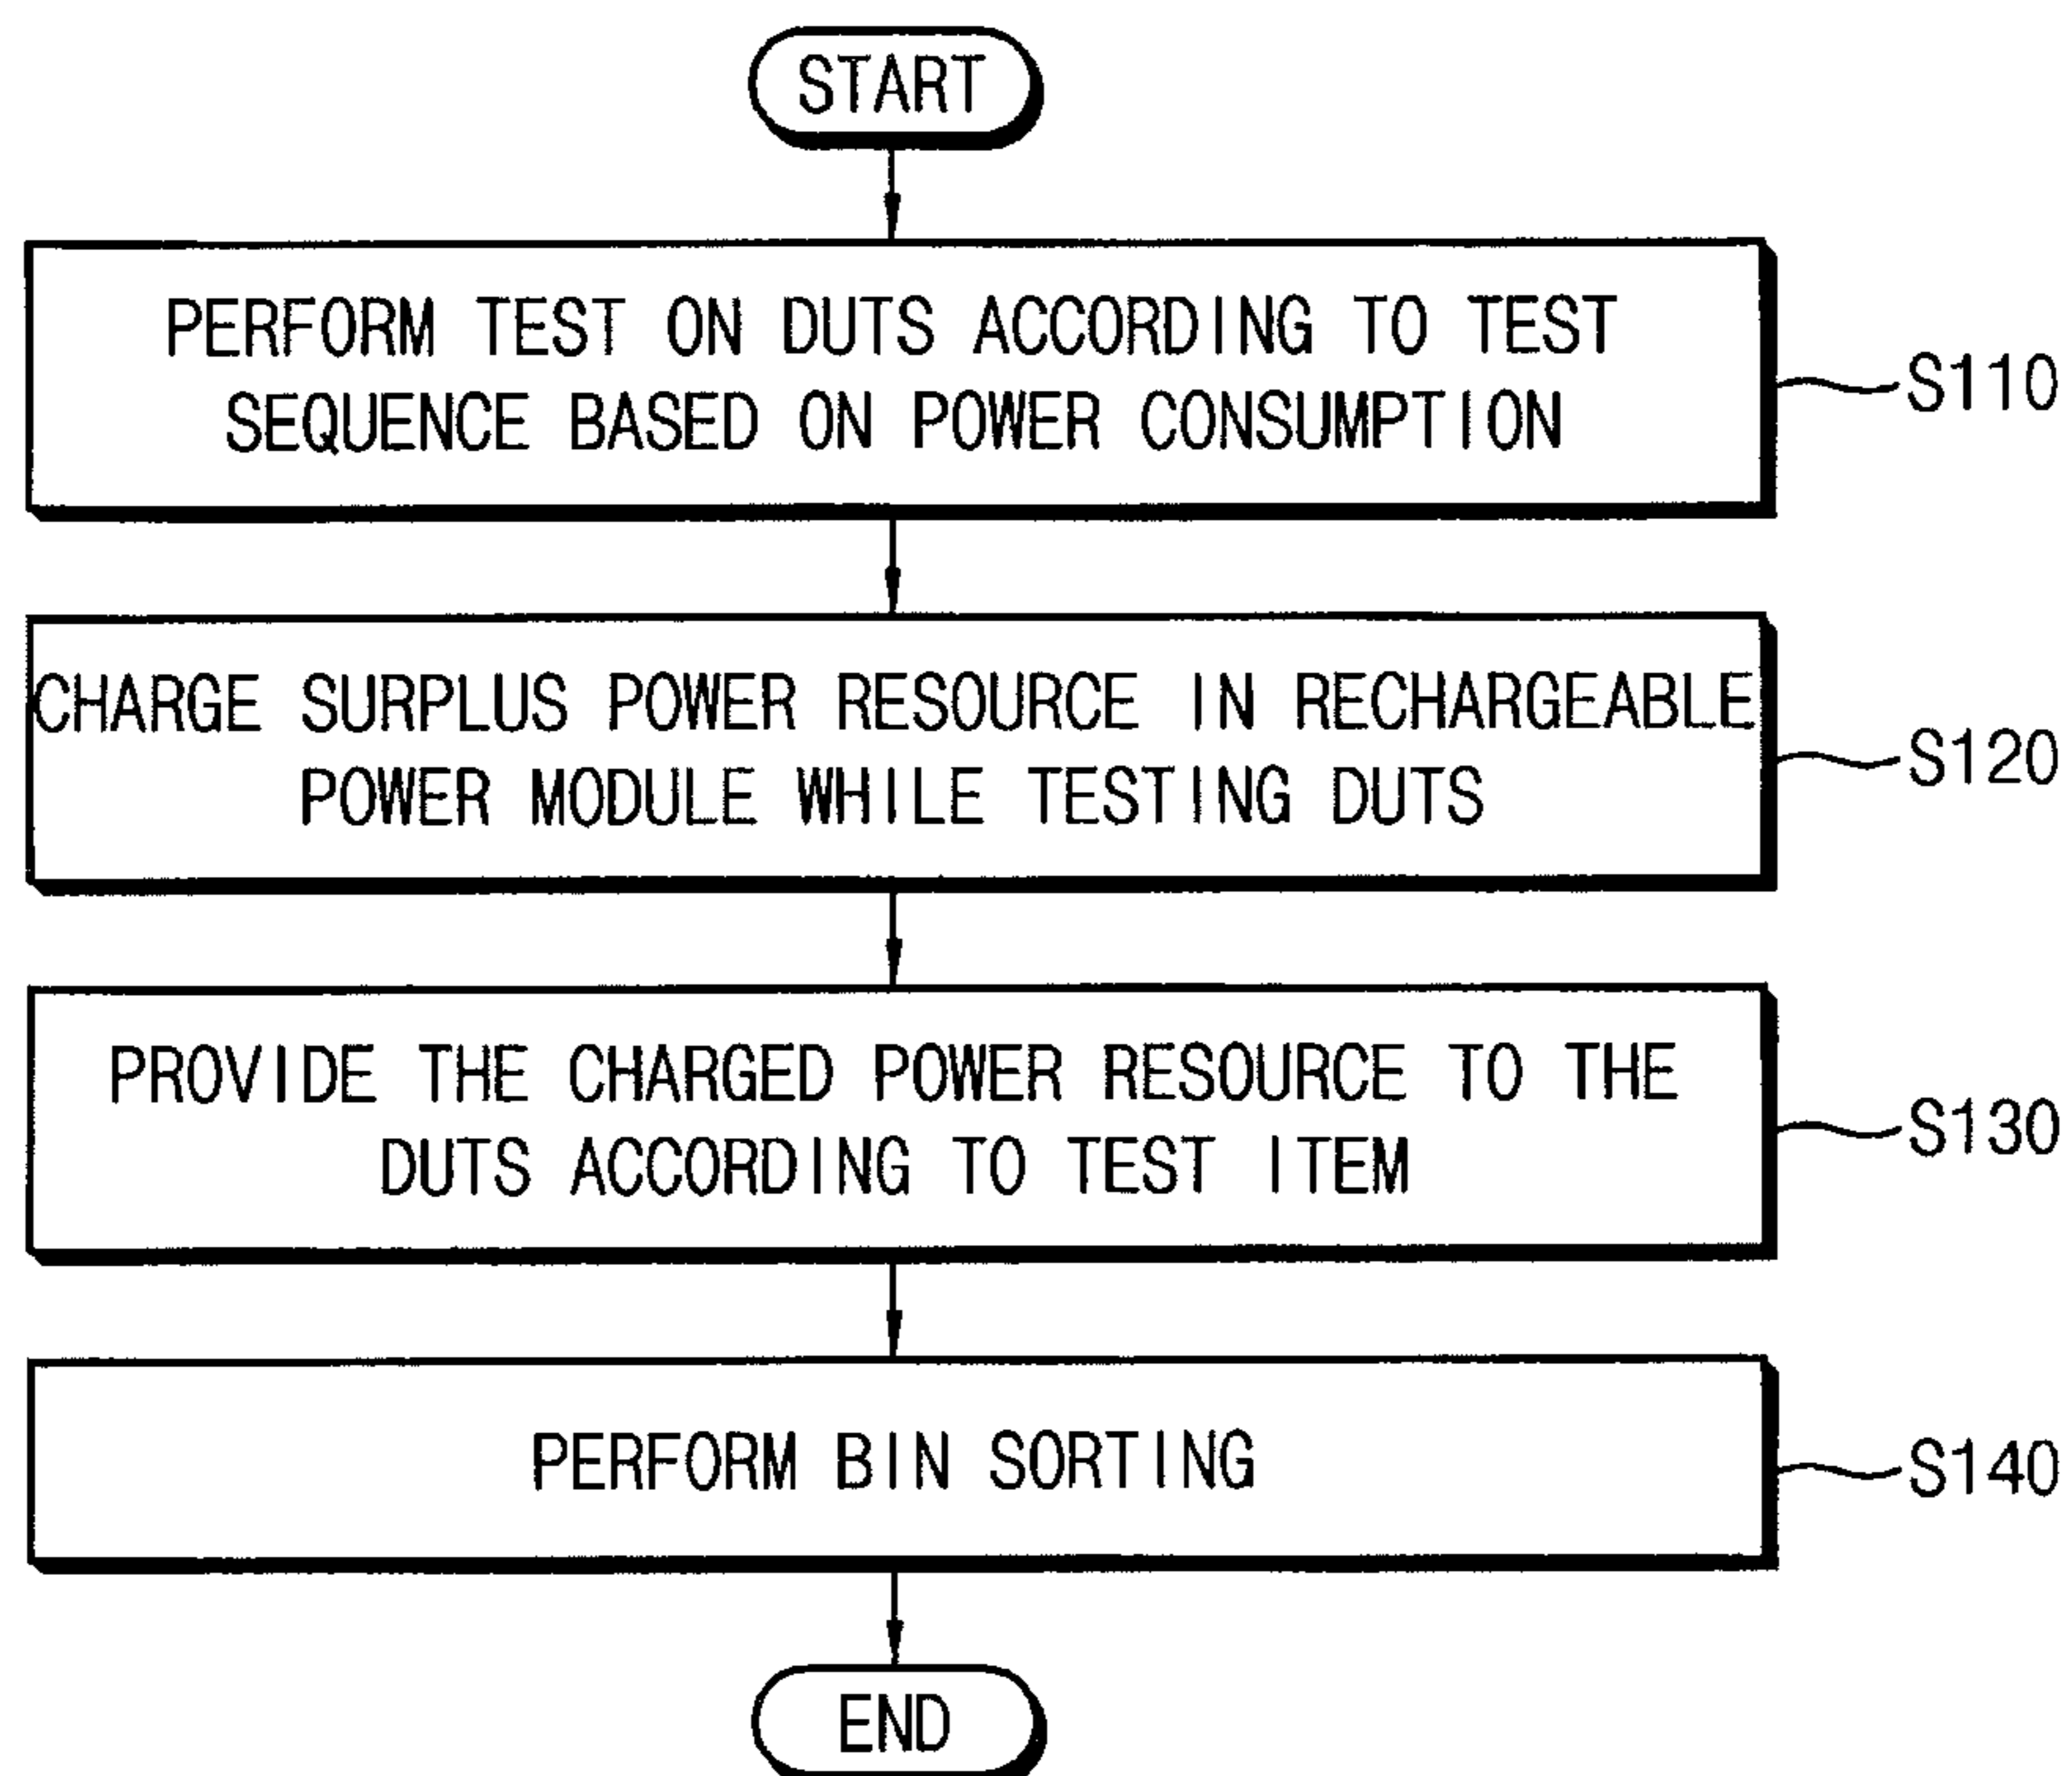 START
PERFORM TEST ON DUTS ACCORDING TO TEST
SEQUENCE BASED ON POWER CONSUMPTION
S110
CHARGE SURPLUS POWER RESOURCE IN RECHARGEABLE
POWER MODULE WHILE TESTING DUTS
S120
PROVIDE THE CHARGED POWER RESOURCE TO THE
DUTS ACCORDING TO TEST ITEM
S130
PERFORM BIN SORTING
S140
END